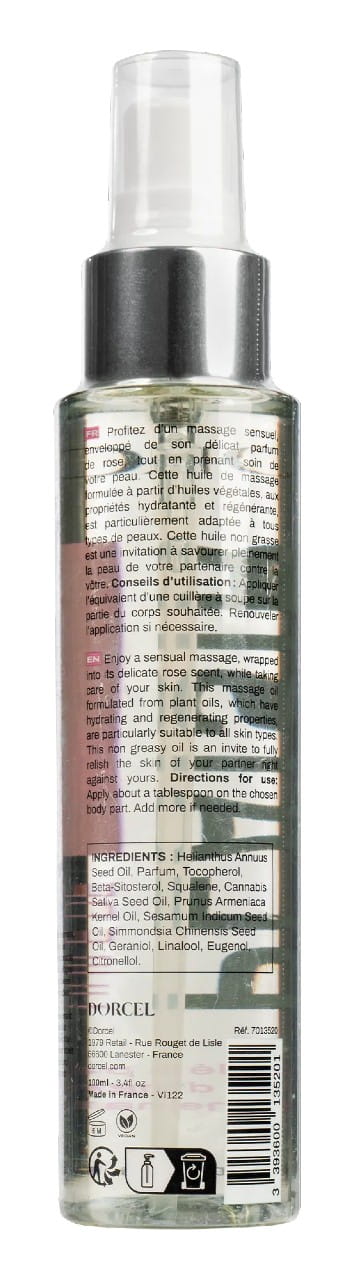 FR Profitez d'un massage sensuel,
enveloppé de son délicat parfum
de rose, tout en prenant soin de
votre peau. Cette huile de massage
formulée à partir d'huiles végétales, aux
propriétés hydratante et régénérante,
est particulièrement adaptée à tous
types de peaux. Cette huile non grasse
est une invitation à savourer pleinement
la peau de votre partenaire contre la
vôtre. Conseils d'utilisation : Appliquer
l'équivalent d'une cuillère à soupe sur la
partie du corps souhaitée. Renouveler
l'application si nécessaire.
EN Enjoy a sensual massage, wrapped
into its delicate rose scent, while taking
care of your skin. This massage oil
formulated from plant oils, which have
hydrating and regenerating properties,
are particularly suitable to all skin types.
This non greasy oil is an invite to fully
relish the skin of your partner right
against yours. Directions for use:
Apply about a tablespoon on the chosen
body part. Add more if needed.
INGREDIENTS : Helianthus Annuus
Seed Oil, Parfum, Tocopherol,
Beta-Sitosterol, Squalene, Cannabis
Sativa Seed Oil, Prunus Armeniaca
Kernel Oil, Sesamum Indicum Seed
Oil, Simmondsia Chinensis Seed
Oil, Geraniol, Linalool, Eugenol,
Citronellol.
DORCEL
©Dorcel Réf. 7013520
1979 Retail - Rue Rouget de Lisle
56600 Lanester - France
dorcel.com
100ml - 3,4fl oz
Made in France - VI122
6 M VEGAN
3 393600 135201